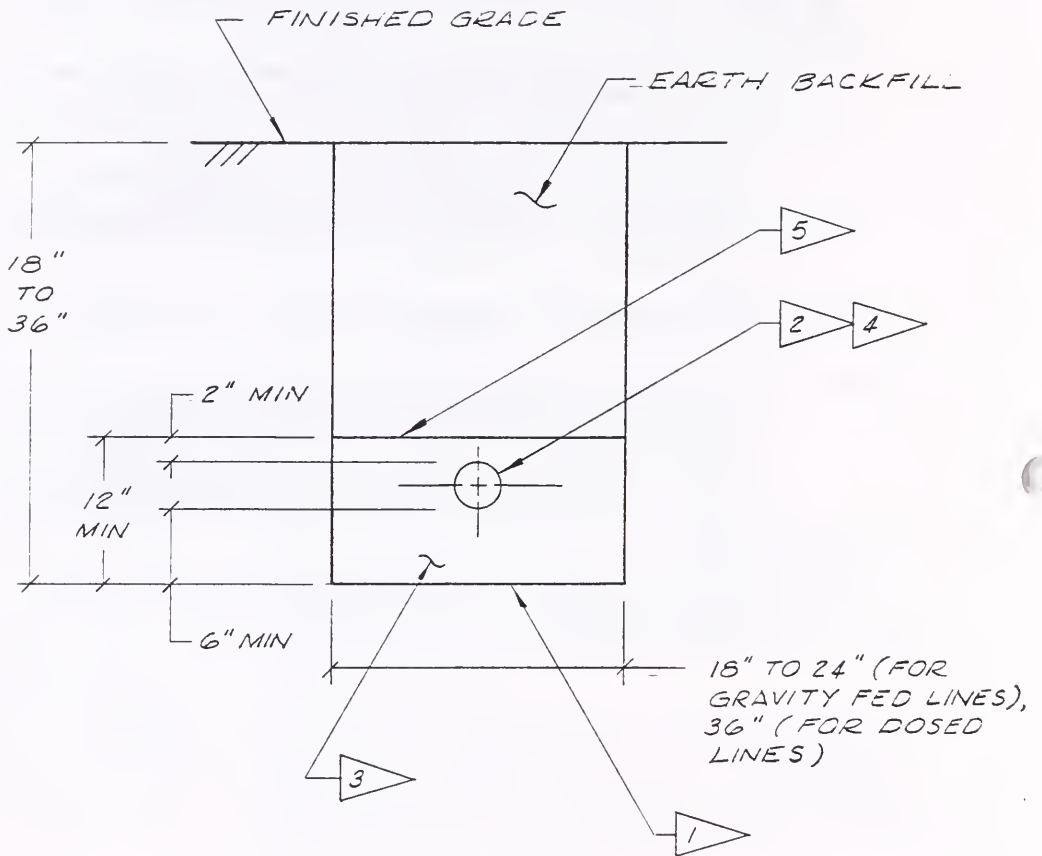 FINISHED GRADE
EARTH BACKFILL
18"
TO
36"
5
2 4
2" MIN
12"
MIN
6" MIN
18" TO 24" (FOR
GRAVITY FED LINES),
36" (FOR DOSED
LINES)
3
1